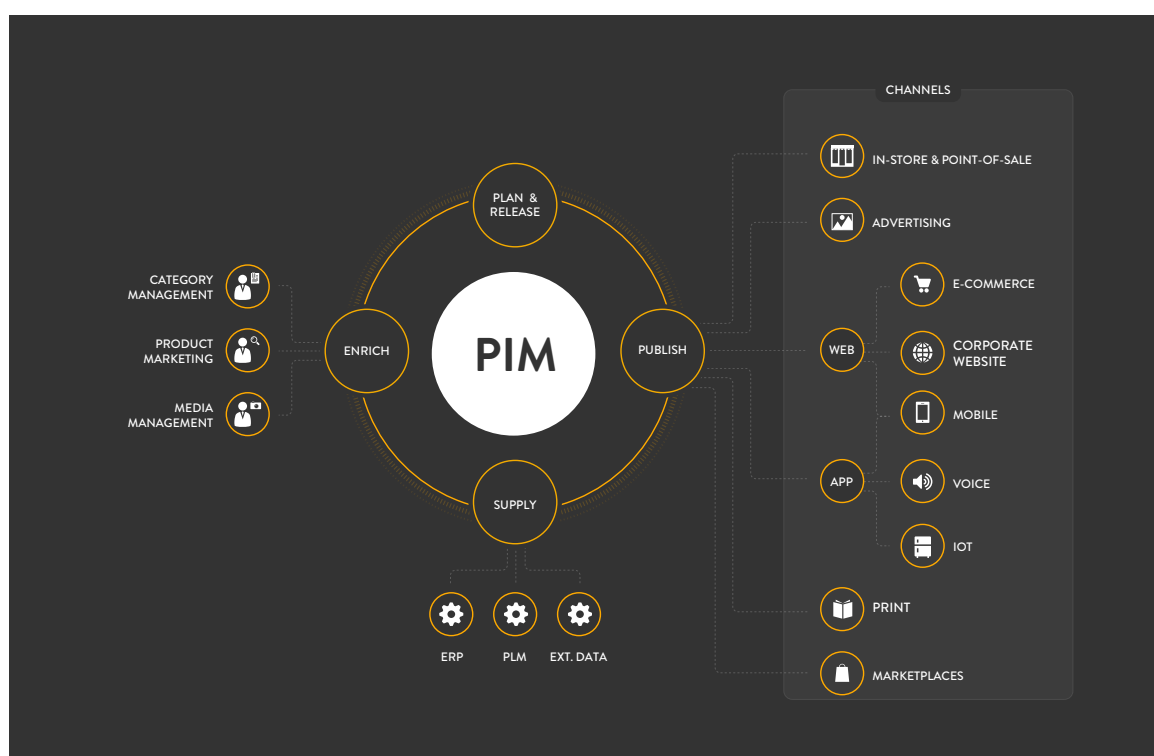 CHANNELS
IN-STORE & POINT-OF-SALE
PLAN &
RELEASE
ADVERTISING
CATEGORY
MANAGEMENT
E-COMMERCE
PRODUCT
MARKETING
ENRICH
PIM
PUBLISH
WEB
CORPORATE
WEBSITE
MEDIA
MANAGEMENT
MOBILE
SUPPLY
APP
VOICE
IOT
PRINT
ERP
PLM
EXT. DATA
MARKETPLACES